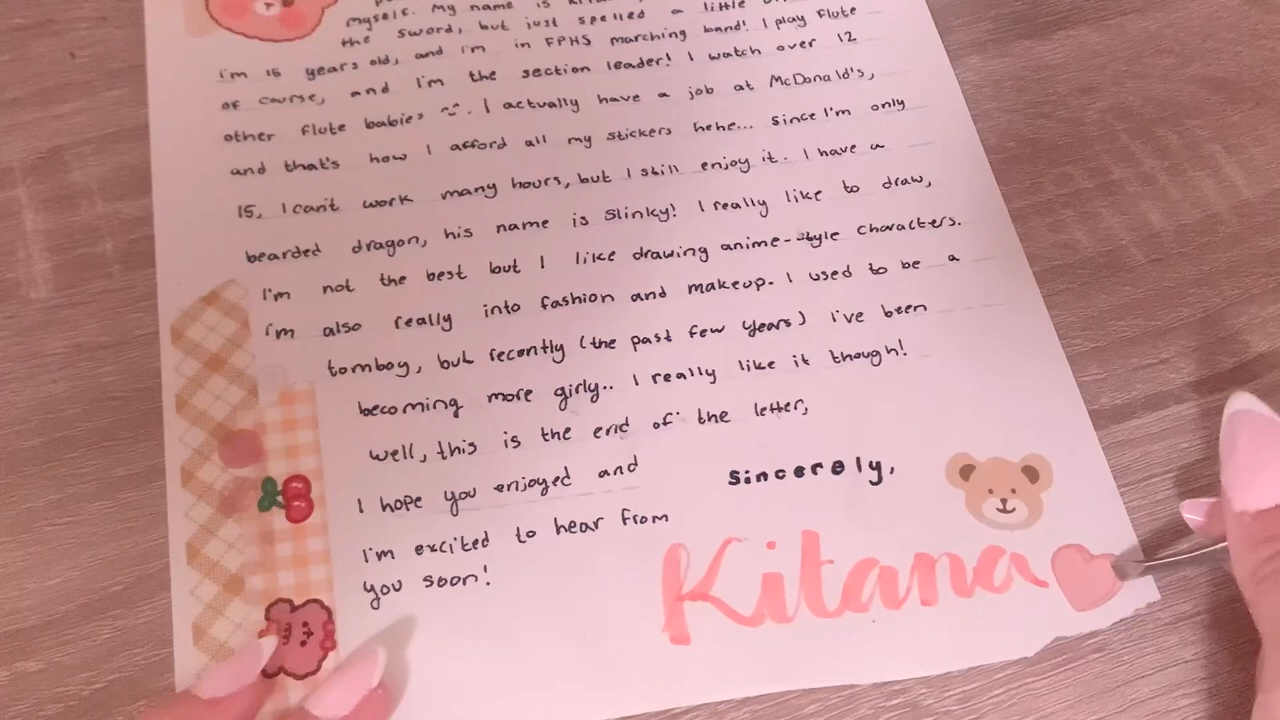 myself. My name is
the sword, but just spelled a little
I'm 15 years old, and I'm in FPHS marching band! I play flute
of course, and I'm the section leader! I watch over 12
other flute babies. I actually have a job at McDonald's,
and that's how I afford all my stickers hehe... since I'm only
15, I can't work many hours, but I still enjoy it. I have a
bearded dragon, his name is Slinky! I really like to draw,
I'm not the best but I like drawing anime-style characters.
i'm also really into fashion and makeup. I used to be a
tomboy, but recently (the past few years) i've been
becoming more girly.. I really like it though!
well, this is the end of the letter,
I hope you enjoyed and
I'm excited to hear from
you soon!
Sincerely,
Kitana